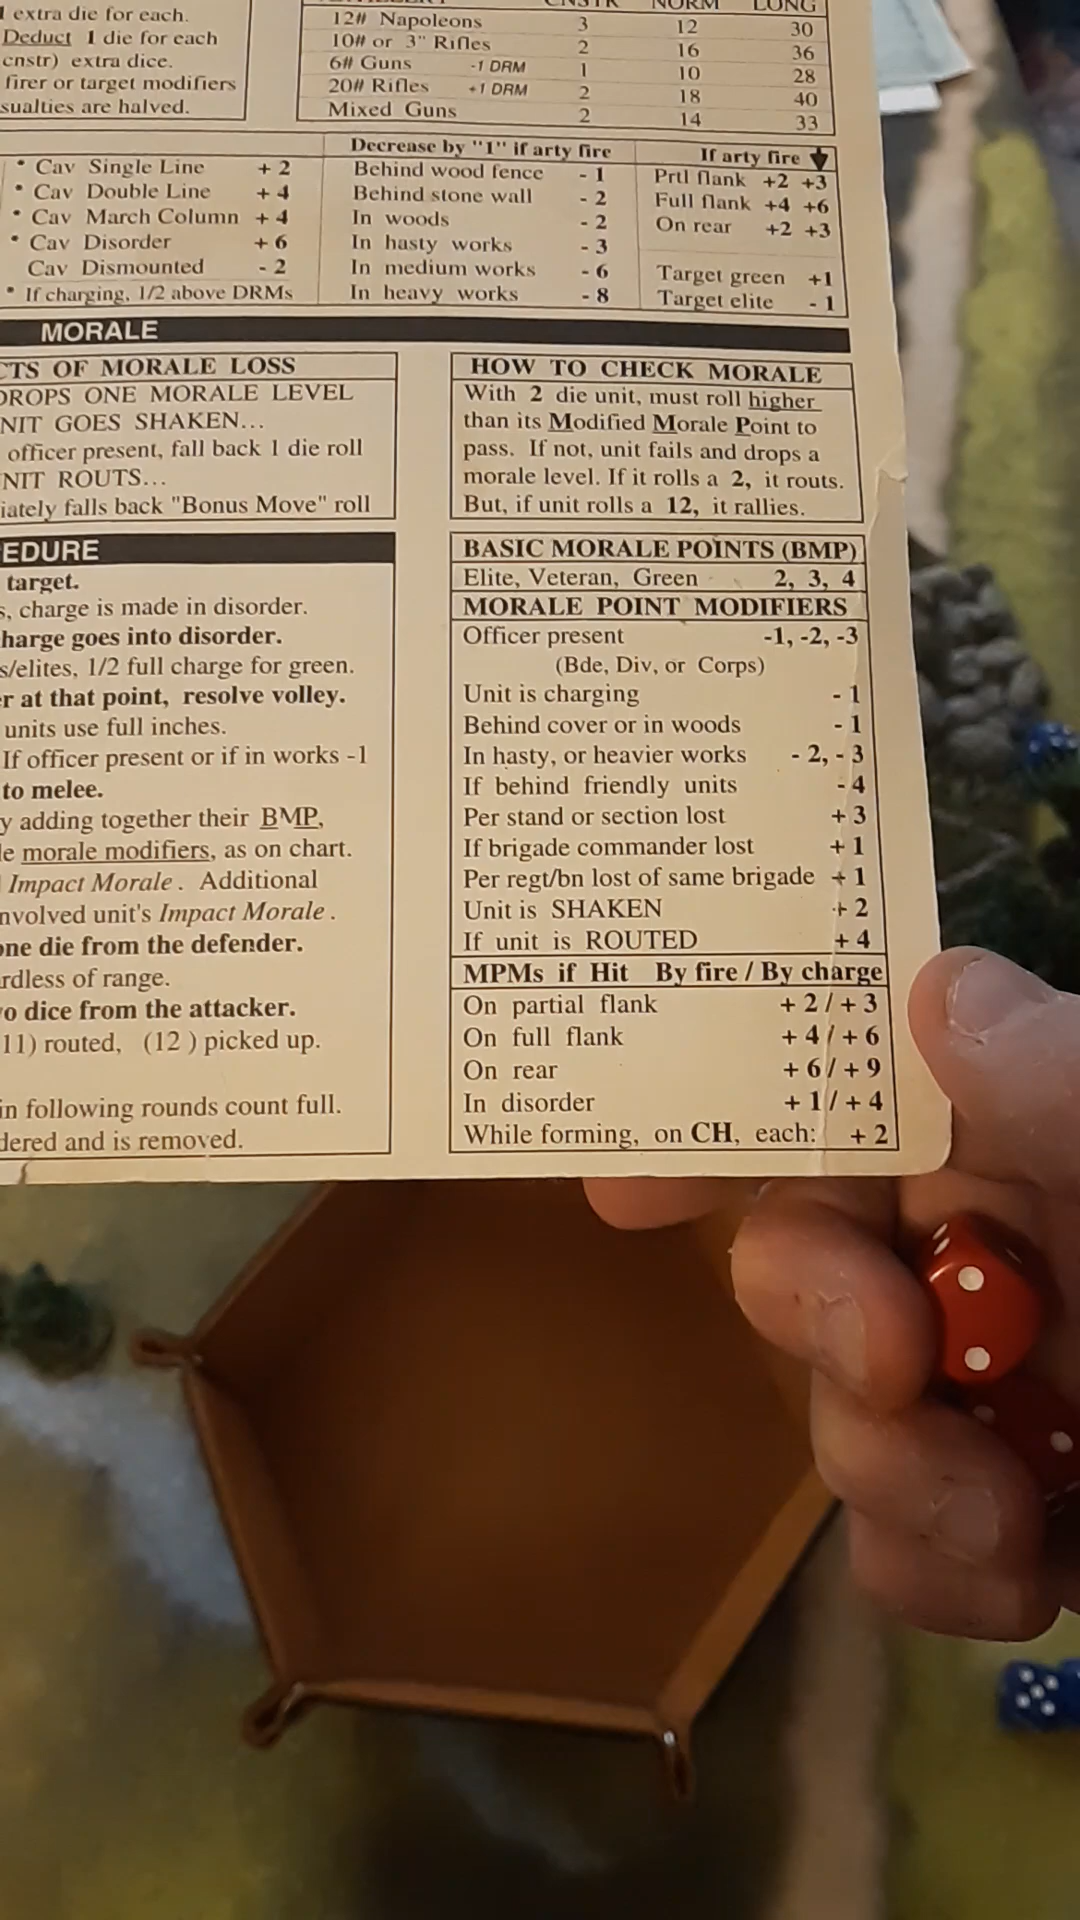 extra die for each.
Deduct 1 die for each
cnstr) extra dice.
firer or target modifiers
sualties are halved.
CNSTR NORM LONG
12# Napoleons 3 12 30
10# or 3" Rifles 2 16 36
6# Guns -1 DRM 1 10 28
20# Rifles +1 DRM 2 18 40
Mixed Guns 2 14 33
* Cav Single Line + 2
* Cav Double Line + 4
* Cav March Column + 4
* Cav Disorder + 6
Cav Dismounted - 2
* If charging, 1/2 above DRMs
Decrease by "1" if arty fire
Behind wood fence - 1
Behind stone wall - 2
In woods - 2
In hasty works - 3
In medium works - 6
In heavy works - 8
If arty fire
Prtl flank +2 +3
Full flank +4 +6
On rear +2 +3
Target green +1
Target elite - 1
MORALE
CTS OF MORALE LOSS
DROPS ONE MORALE LEVEL
NIT GOES SHAKEN...
officer present, fall back 1 die roll
NIT ROUTS...
iately falls back "Bonus Move" roll
HOW TO CHECK MORALE
With 2 die unit, must roll higher
than its Modified Morale Point to
pass. If not, unit fails and drops a
morale level. If it rolls a 2, it routs.
But, if unit rolls a 12, it rallies.
EDURE
target.
s, charge is made in disorder.
harge goes into disorder.
s/elites, 1/2 full charge for green.
r at that point, resolve volley.
units use full inches.
If officer present or if in works -1
to melee.
y adding together their BMP,
le morale modifiers, as on chart.
Impact Morale. Additional
nvolved unit's Impact Morale.
one die from the defender.
rdless of range.
o dice from the attacker.
11) routed, (12 ) picked up.
in following rounds count full.
dered and is removed.
BASIC MORALE POINTS (BMP)
Elite, Veteran, Green 2, 3, 4
MORALE POINT MODIFIERS
Officer present -1, -2, -3
(Bde, Div, or Corps)
Unit is charging - 1
Behind cover or in woods - 1
In hasty, or heavier works - 2, - 3
If behind friendly units - 4
Per stand or section lost + 3
If brigade commander lost + 1
Per regt/bn lost of same brigade + 1
Unit is SHAKEN + 2
If unit is ROUTED + 4
MPMs if Hit By fire / By charge
On partial flank + 2 / + 3
On full flank + 4 / + 6
On rear + 6 / + 9
In disorder + 1 / + 4
While forming, on CH, each: + 2